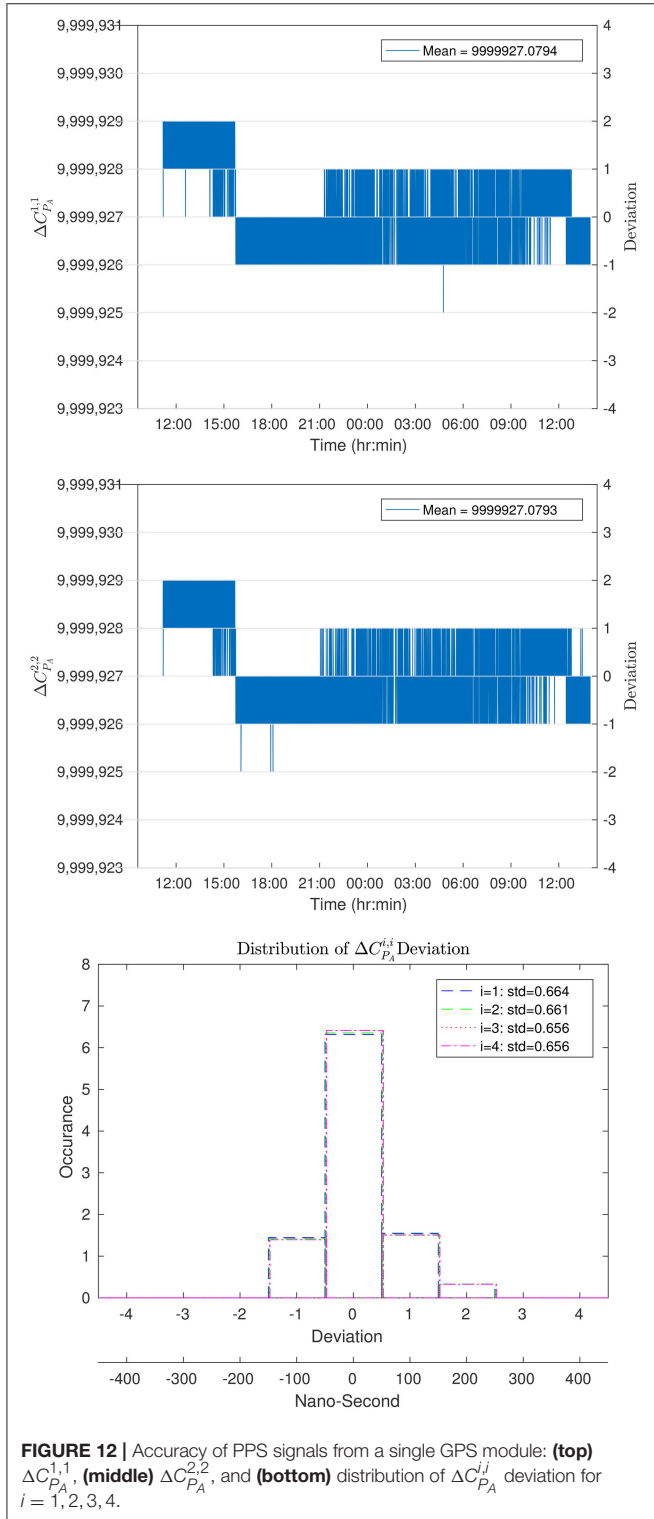 9,999,931
9,999,930
9,999,929
9,999,928
9,999,927
9,999,926
9,999,925
9,999,924
9,999,923
ΔC^{1,1}_{P_A}
Mean = 9999927.0794
4
3
2
1
0
-1
-2
-3
-4
Deviation
12:00 15:00 18:00 21:00 00:00 03:00 06:00 09:00 12:00
Time (hr:min)
9,999,931
9,999,930
9,999,929
9,999,928
9,999,927
9,999,926
9,999,925
9,999,924
9,999,923
ΔC^{2,2}_{P_A}
Mean = 9999927.0793
4
3
2
1
0
-1
-2
-3
-4
Deviation
12:00 15:00 18:00 21:00 00:00 03:00 06:00 09:00 12:00
Time (hr:min)
Distribution of ΔC^{i,i}_{P_A} Deviation
8
7
6
5
4
3
2
1
0
Occurance
i=1: std=0.664
i=2: std=0.661
i=3: std=0.656
i=4: std=0.656
-4 -3 -2 -1 0 1 2 3 4
Deviation
-400 -300 -200 -100 0 100 200 300 400
Nano-Second
FIGURE 12 | Accuracy of PPS signals from a single GPS module: (top)
ΔC^{1,1}_{P_A}, (middle) ΔC^{2,2}_{P_A}, and (bottom) distribution of ΔC^{i,i}_{P_A} deviation for
i = 1, 2, 3, 4.